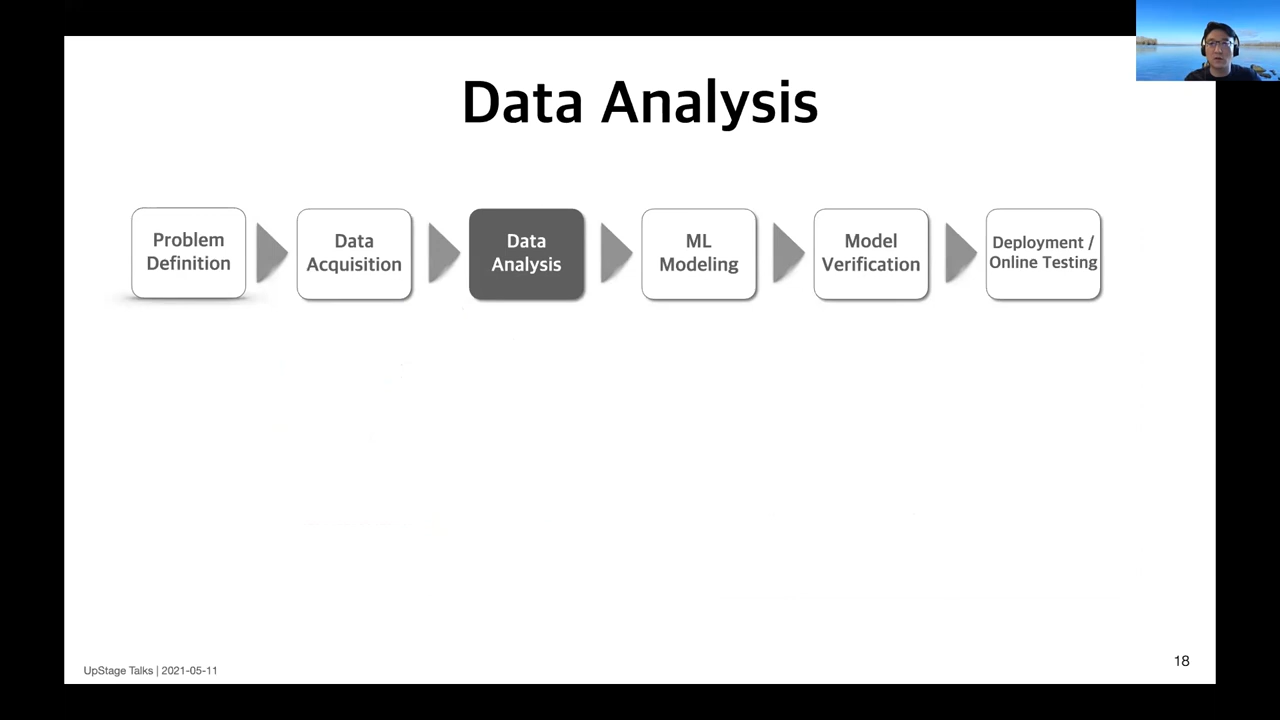 Data Analysis
Problem
Definition
Data
Acquisition
Data
Analysis
ML
Modeling
Model
Verification
Deployment /
Online Testing
UpStage Talks | 2021-05-11
18